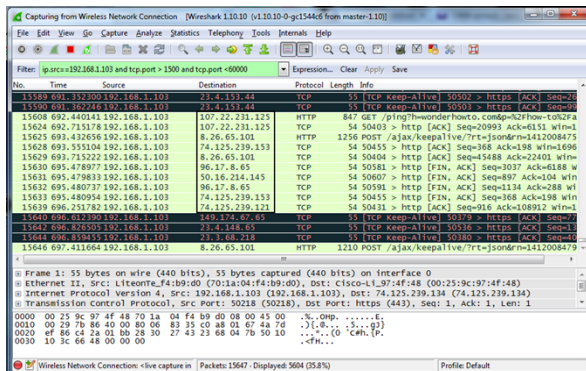 Capturing from Wireless Network Connection [Wireshark 1.10.10 (v1.10.10-0-gc1544c6 from master-1.10)]
File Edit View Go Capture Analyze Statistics Telephony Tools Internals Help
Filter: ip.src==192.168.1.103 and tcp.port > 1500 and tcp.port <60000 Expression... Clear Apply Save
No. Time Source Destination Protocol Length Info
15589 691.352300 192.168.1.103 23.4.153.44 TCP 55 [TCP Keep-Alive] 50502 > https [ACK] Seq=26
15590 691.362246 192.168.1.103 23.4.153.99 TCP 55 [TCP Keep-Alive] 50503 > https [ACK] Seq=20
15608 692.440141 192.168.1.103 107.22.231.125 HTTP 847 GET /ping?h=wonderhowto.com&p=%2Fhow-to%2Fa
15624 692.715178 192.168.1.103 107.22.231.125 TCP 54 50379 > http [ACK] Seq=20993 Ack=6151 Win=
15625 693.432656 192.168.1.103 8.26.65.101 HTTP 1256 POST /ajax/keepalive/?rt=json&rn=1412008475
15628 693.555104 192.168.1.103 74.125.239.153 TCP 54 50455 > http [ACK] Seq=368 Ack=198 Win=1696
15629 693.715222 192.168.1.103 8.26.65.101 TCP 54 50404 > http [ACK] Seq=45488 Ack=22401 Win=
15630 695.478977 192.168.1.103 96.17.8.65 TCP 54 50581 > http [FIN, ACK] Seq=3037 Ack=6188 W
15631 695.479833 192.168.1.103 50.16.214.145 TCP 54 50607 > http [FIN, ACK] Seq=897 Ack=104 Win
15632 695.480737 192.168.1.103 96.17.8.65 TCP 54 50591 > http [FIN, ACK] Seq=1134 Ack=288 Wi
15633 695.480954 192.168.1.103 74.125.239.153 TCP 54 50455 > http [FIN, ACK] Seq=368 Ack=198 Win
15639 696.251782 192.168.1.103 74.125.239.121 TCP 54 50431 > http [ACK] Seq=916 Ack=108912 Win=1
15640 696.612390 192.168.1.103 149.174.67.65 TCP 55 [TCP Keep-Alive] 50379 > https [ACK] Seq=77
15642 696.826505 192.168.1.103 23.4.148.65 TCP 55 [TCP Keep-Alive] 50536 > https [ACK] Seq=13
15644 696.859455 192.168.1.103 23.3.68.218 TCP 55 [TCP Keep-Alive] 50380 > https [ACK] Seq=40
15646 697.411664 192.168.1.103 8.26.65.101 HTTP 1210 POST /ajax/keepalive/?rt=json&rn=1412008479
Frame 1: 55 bytes on wire (440 bits), 55 bytes captured (440 bits) on interface 0
Ethernet II, Src: LiteonTe_f4:b9:d0 (70:1a:04:f4:b9:d0), Dst: Cisco-Li_97:4f:48 (00:25:9c:97:4f:48)
Internet Protocol Version 4, Src: 192.168.1.103 (192.168.1.103), Dst: 74.125.239.134 (74.125.239.134)
Transmission Control Protocol, Src Port: 50218 (50218), Dst Port: https (443), Seq: 1, Ack: 1, Len: 1
0000 00 25 9c 97 4f 48 70 1a 04 f4 b9 d0 08 00 45 00 .%..OHp. ......E.
0010 00 29 7b 86 40 00 80 06 83 35 c0 a8 01 67 4a 7d .){.@... .5...gJ}
0020 ef 86 c4 2a 01 bb 28 30 27 43 23 68 04 7b 50 10 ...*..(0 'C#h.{P.
0030 10 3c 66 48 00 00 00 .<fH...
Wireless Network Connection: <live capture in Packets: 15647 - Displayed: 5604 (35.8%) Profile: Default